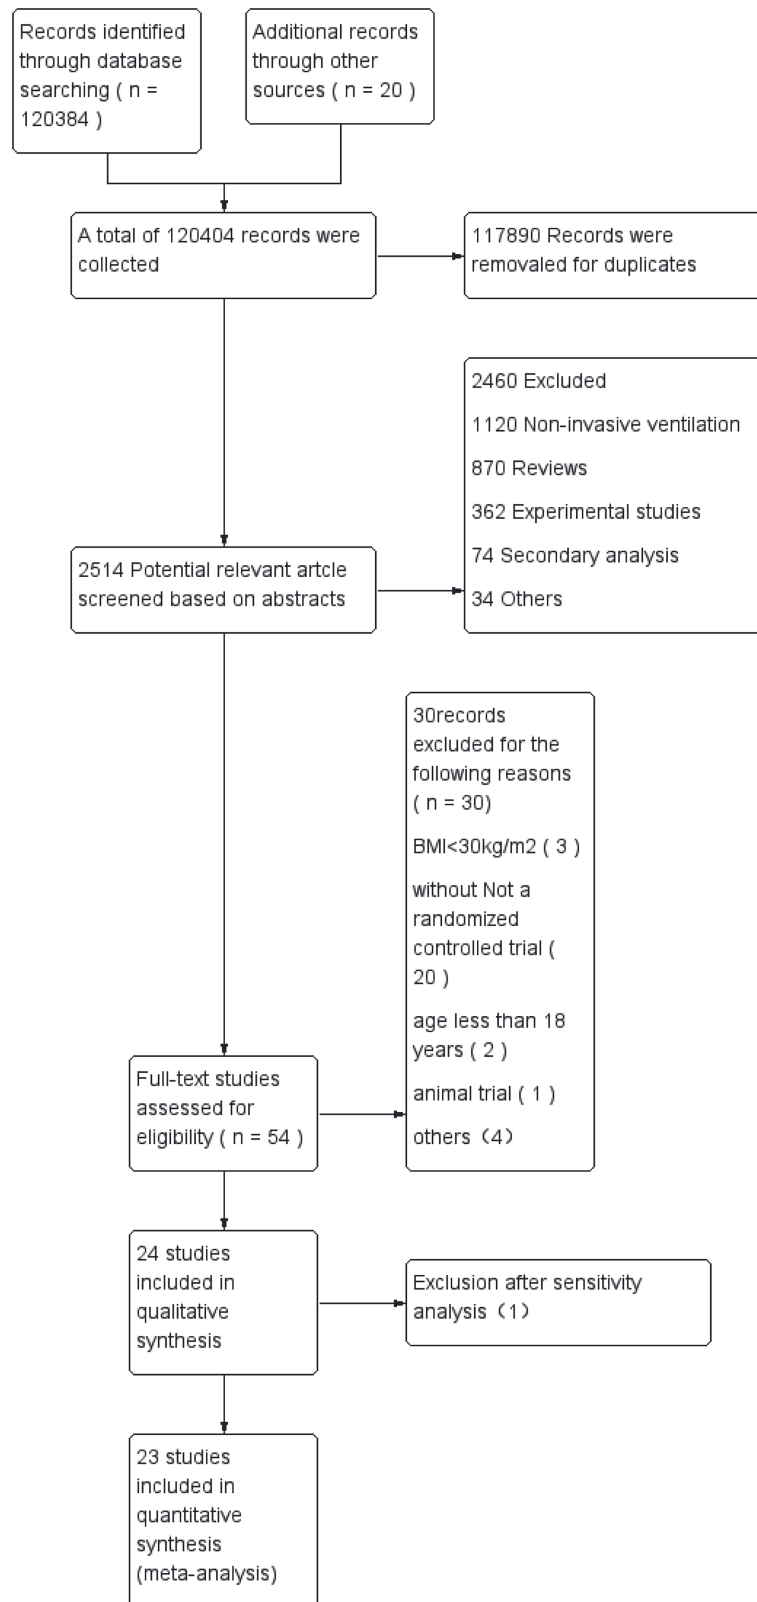 Records identified
through database
searching ( n =
120384 )
Additional records
through other
sources ( n = 20 )
A total of 120404 records were
collected
117890 Records were
removaled for duplicates
2460 Excluded
1120 Non-invasive ventilation
870 Reviews
362 Experimental studies
74 Secondary analysis
34 Others
2514 Potential relevant artcle
screened based on abstracts
30records
excluded for the
following reasons
( n = 30)
BMI<30kg/m2 ( 3 )
without Not a
randomized
controlled trial (
20 )
age less than 18
years ( 2 )
animal trial ( 1 )
others（4）
Full-text studies
assessed for
eligibility ( n = 54 )
24 studies
included in
qualitative
synthesis
Exclusion after sensitivity
analysis（1）
23 studies
included in
quantitative
synthesis
(meta-analysis)